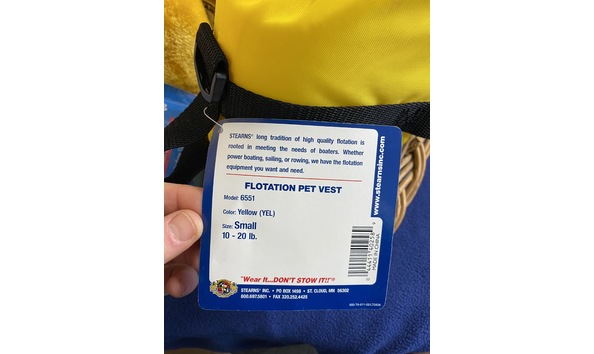 STEARNS® long tradition of high quality flotation is
rooted in meeting the needs of boaters. Whether
power boating, sailing, or rowing, we have the flotation
equipment you want and need.
FLOTATION PET VEST
Model: 6551
Color: Yellow (YEL)
Size: Small
10 - 20 lb.
"Wear It...DON'T STOW IT!!"®
STEARNS® INC. • PO BOX 1498 • ST. CLOUD, MN 56302
800.697.5801 • FAX 320.252.4425
www.stearnsinc.com
MADE IN CHINA